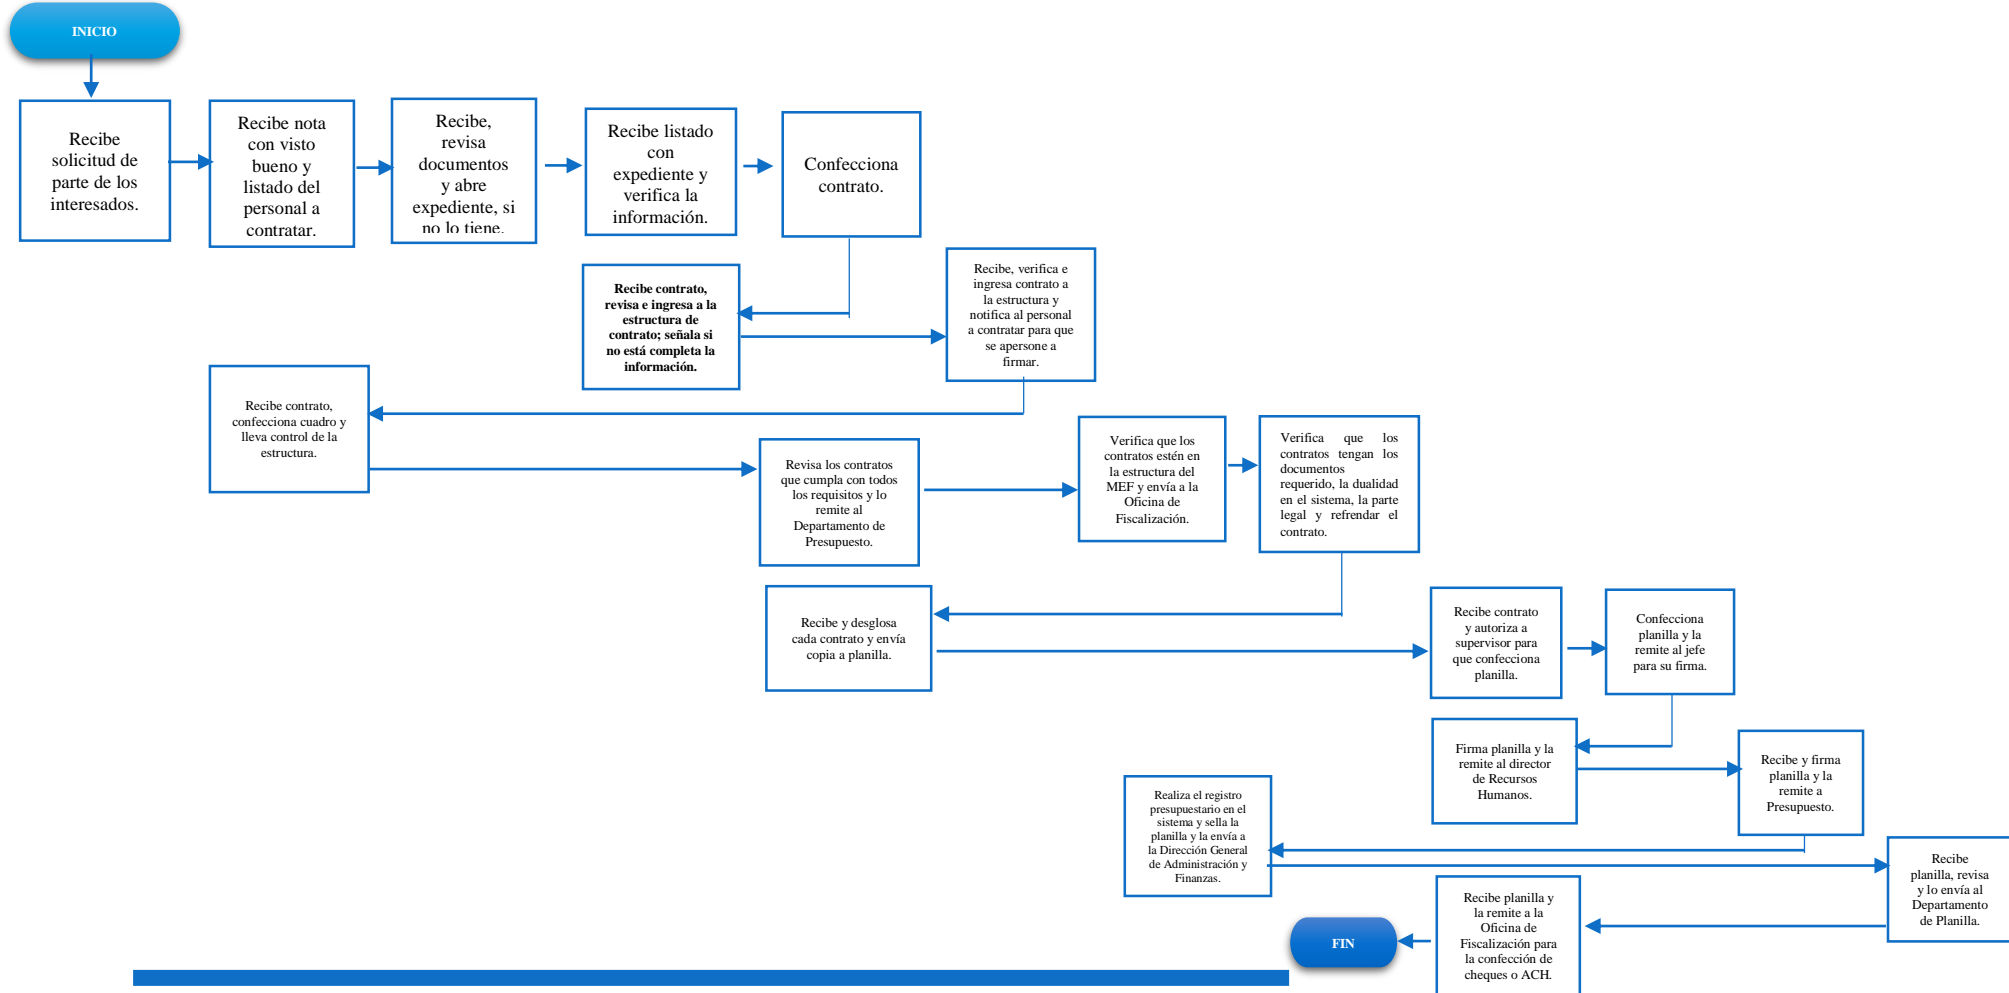 INICIO
Recibe
solicitud de
parte de los
interesados.
Recibe nota
con visto
bueno y
listado del
personal a
contratar.
Recibe,
revisa
documentos
y abre
expediente, si
no lo tiene.
Recibe listado
con
expediente y
verifica la
información.
Confecciona
contrato.
Recibe contrato,
revisa e ingresa a la
estructura de
contrato; señala si
no está completa la
información.
Recibe, verifica e
ingresa contrato a
la estructura y
notifica al personal
a contratar para que
se apersone a
firmar.
Recibe contrato,
confecciona cuadro y
lleva control de la
estructura.
Revisa los contratos
que cumpla con todos
los requisitos y lo
remite al
Departamento de
Presupuesto.
Verifica que los
contratos estén en
la estructura del
MEF y envía a la
Oficina de
Fiscalización.
Verifica que los
contratos tengan los
documentos
requerido, la dualidad
en el sistema, la parte
legal y refrendar el
contrato.
Recibe y desglosa
cada contrato y envía
copia a planilla.
Recibe contrato
y autoriza a
supervisor para
que confecciona
planilla.
Confecciona
planilla y la
remite al jefe
para su firma.
Firma planilla y la
remite al director
de Recursos
Humanos.
Recibe y firma
planilla y la
remite a
Presupuesto.
Realiza el registro
presupuestario en el
sistema y sella la
planilla y la envía a
la Dirección General
de Administración y
Finanzas.
Recibe
planilla, revisa
y lo envía al
Departamento
de Planilla.
Recibe planilla y
la remite a la
Oficina de
Fiscalización para
la confección de
cheques o ACH.
FIN